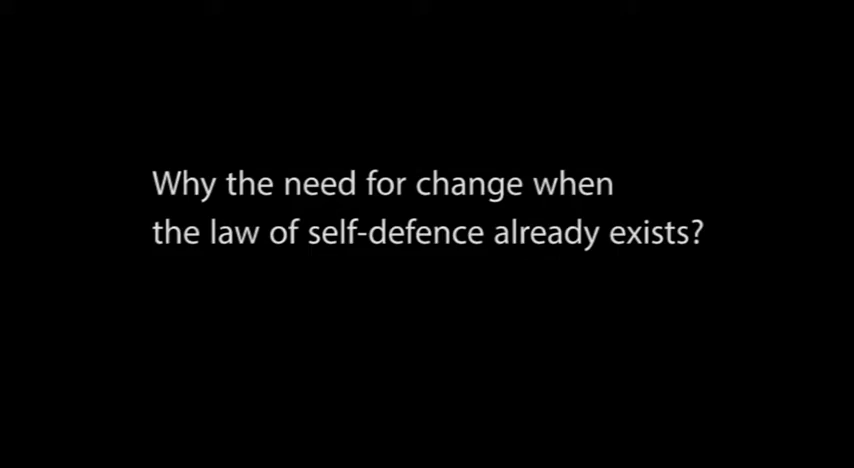 Why the need for change when
the law of self-defence already exists?